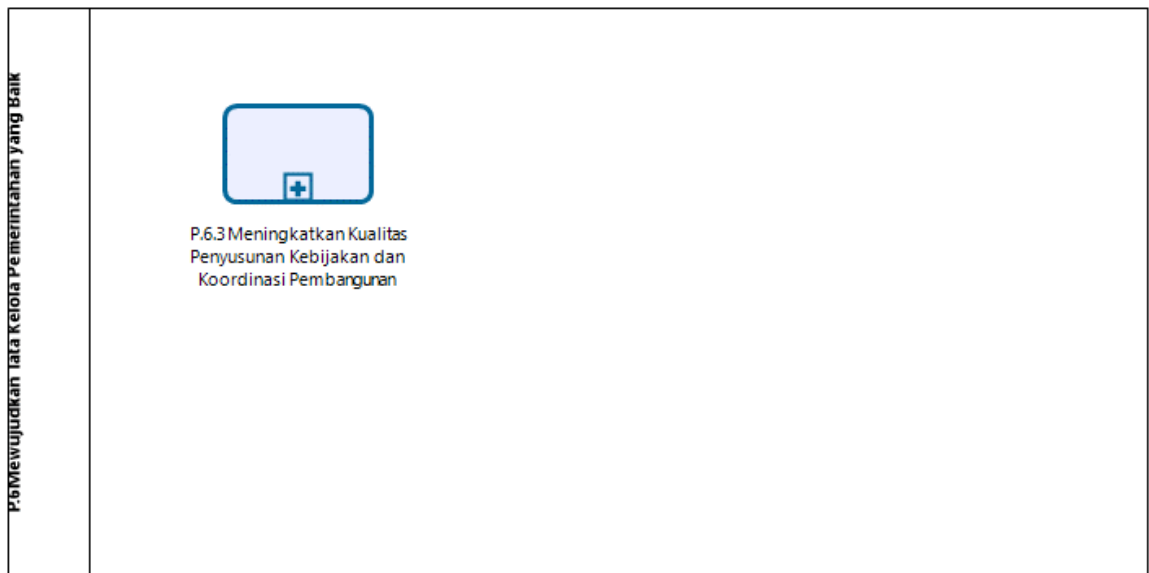 P.6Mewujudkan Tata Kelola Pemerintahan yang Baik
P.6.3 Meningkatkan Kualitas
Penyusunan Kebijakan dan
Koordinasi Pembangunan